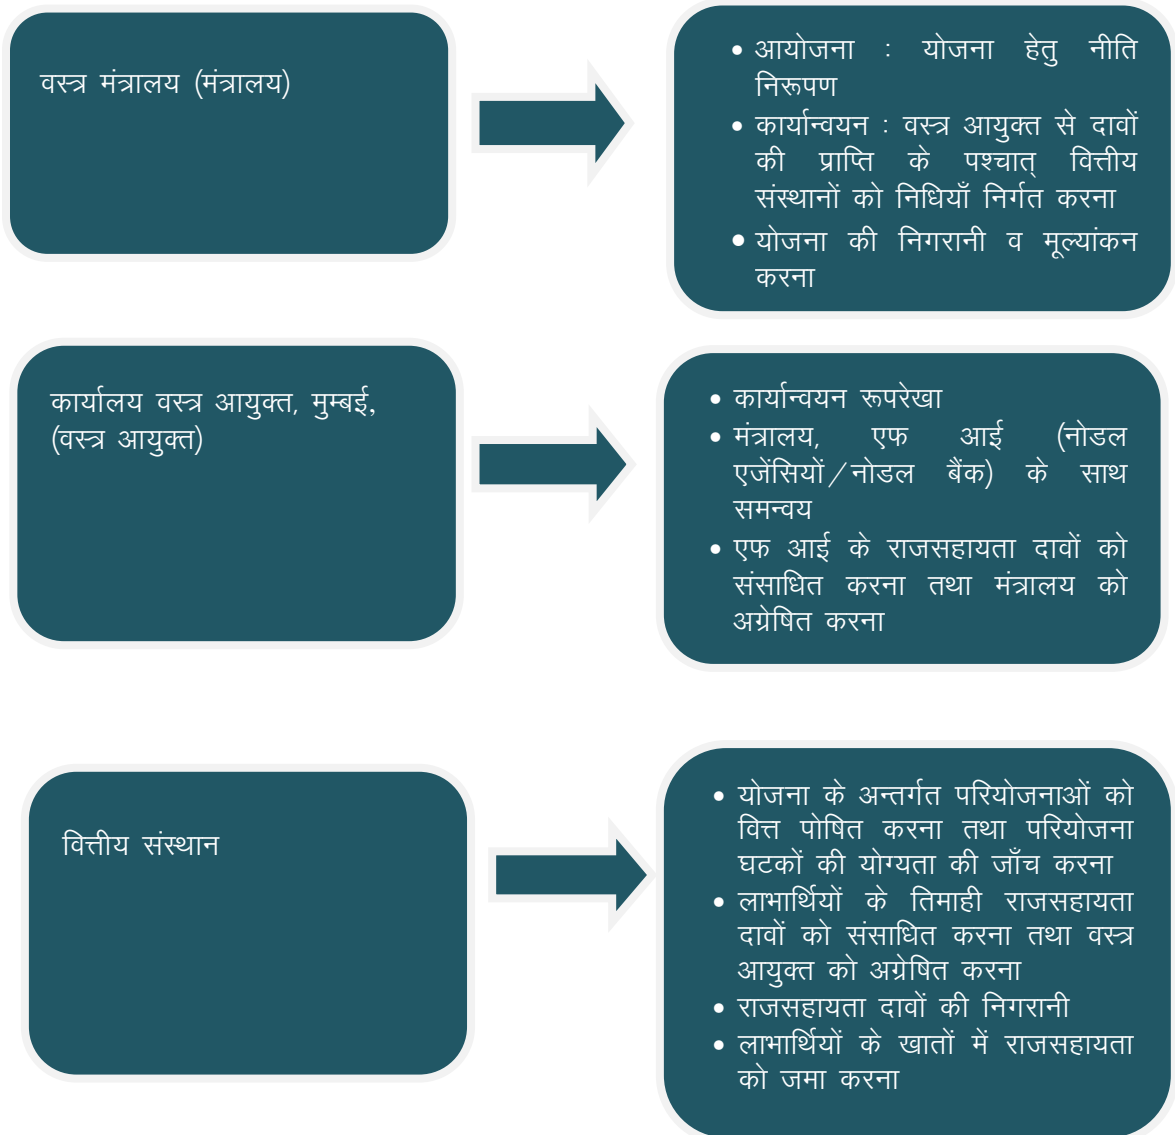 वस्त्र मंत्रालय (मंत्रालय)
• आयोजना : योजना हेतु नीति
निरूपण
• कार्यान्वयन : वस्त्र आयुक्त से दावों
की प्राप्ति के पश्चात् वित्तीय
संस्थानों को निधियाँ निर्गत करना
• योजना की निगरानी व मूल्यांकन
करना
कार्यालय वस्त्र आयुक्त, मुम्बई,
(वस्त्र आयुक्त)
• कार्यान्वयन रूपरेखा
• मंत्रालय, एफ आई (नोडल
एजेंसियों/नोडल बैंक) के साथ
समन्वय
• एफ आई के राजसहायता दावों को
संसाधित करना तथा मंत्रालय को
अग्रेषित करना
वित्तीय संस्थान
• योजना के अन्तर्गत परियोजनाओं को
वित्त पोषित करना तथा परियोजना
घटकों की योग्यता की जाँच करना
• लाभार्थियों के तिमाही राजसहायता
दावों को संसाधित करना तथा वस्त्र
आयुक्त को अग्रेषित करना
• राजसहायता दावों की निगरानी
• लाभार्थियों के खातों में राजसहायता
को जमा करना